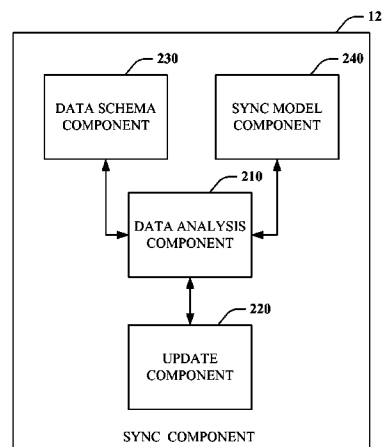 12
230
240
DATA SCHEMA
COMPONENT
SYNC MODEL
COMPONENT
210
DATA ANALYSIS
COMPONENT
220
UPDATE
COMPONENT
SYNC COMPONENT